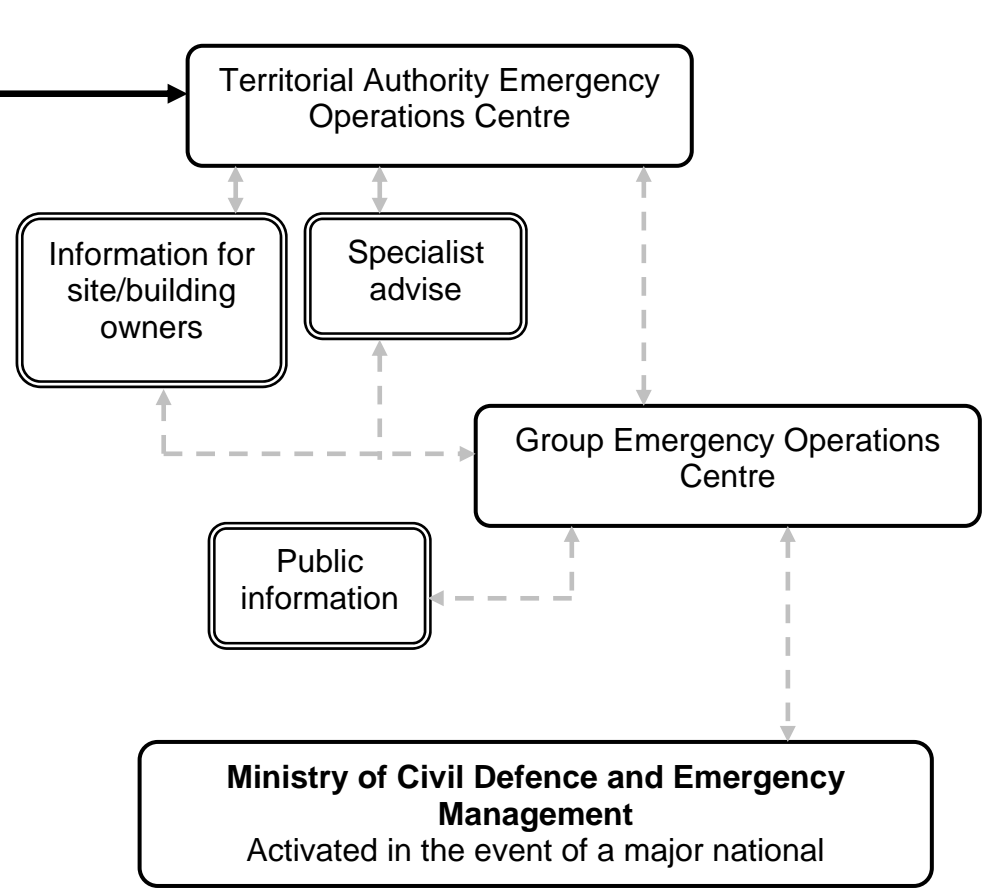 Territorial Authority Emergency
Operations Centre
Information for
site/building
owners
Specialist
advise
Group Emergency Operations
Centre
Public
information
Ministry of Civil Defence and Emergency
Management
Activated in the event of a major national